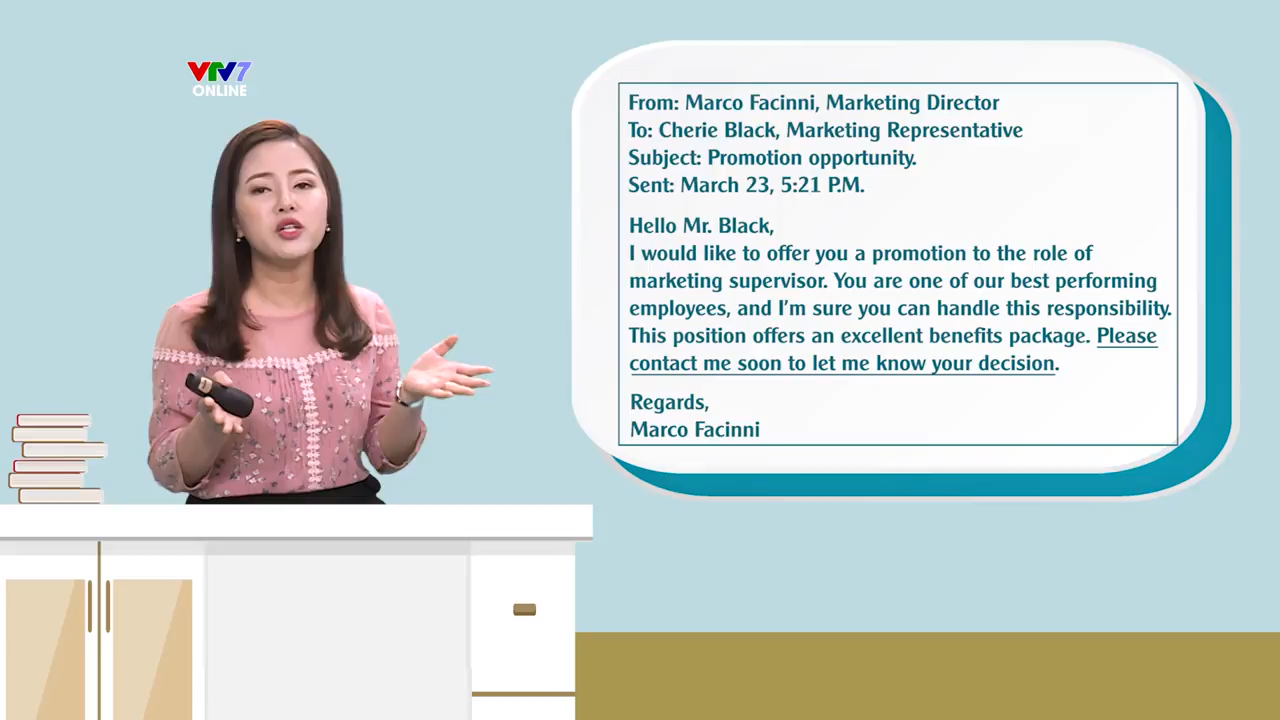 VTV7
ONLINE
From: Marco Facinni, Marketing Director
To: Cherie Black, Marketing Representative
Subject: Promotion opportunity.
Sent: March 23, 5:21 P.M.
Hello Mr. Black,
I would like to offer you a promotion to the role of
marketing supervisor. You are one of our best performing
employees, and I'm sure you can handle this responsibility.
This position offers an excellent benefits package. Please
contact me soon to let me know your decision.
Regards,
Marco Facinni